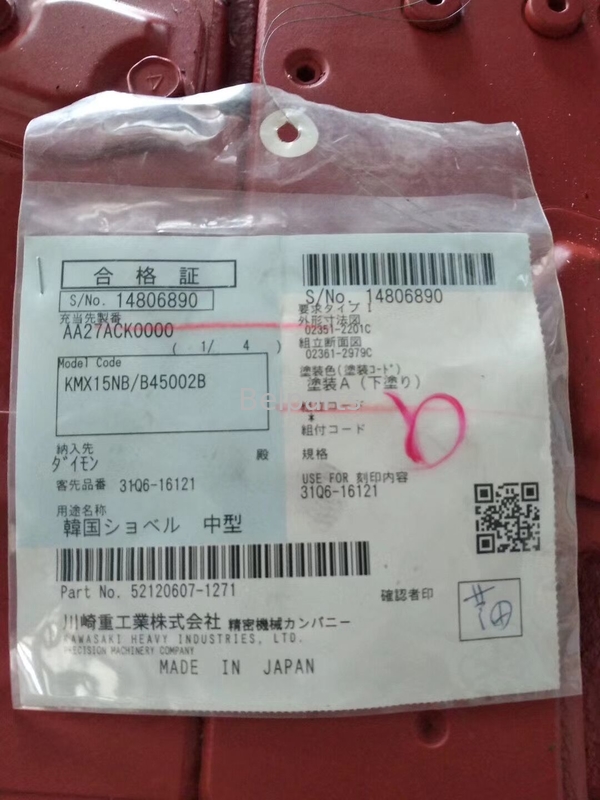 合格証
S/No. 14806890
充当先製番
AA27ACK0000
( 1/ 4 )
Model Code
KMX15NB/B45002B
納入先
ダイモン 殿
客先品番 31Q6-16121
用途名称
韓国ショベル 中型
S/No. 14806890
要求タイプ I
外形寸法図
02351-2201C
組立断面図
02361-2979C
塗装色(塗装コード)
塗装A (下塗り)
*
組付コード
規格
USE FOR 刻印内容
31Q6-16121
Part No. 52120607-1271
確認者印
川崎重工業株式会社 精密機械カンパニー
KAWASAKI HEAVY INDUSTRIES, LTD.
PRECISION MACHINERY COMPANY
MADE IN JAPAN